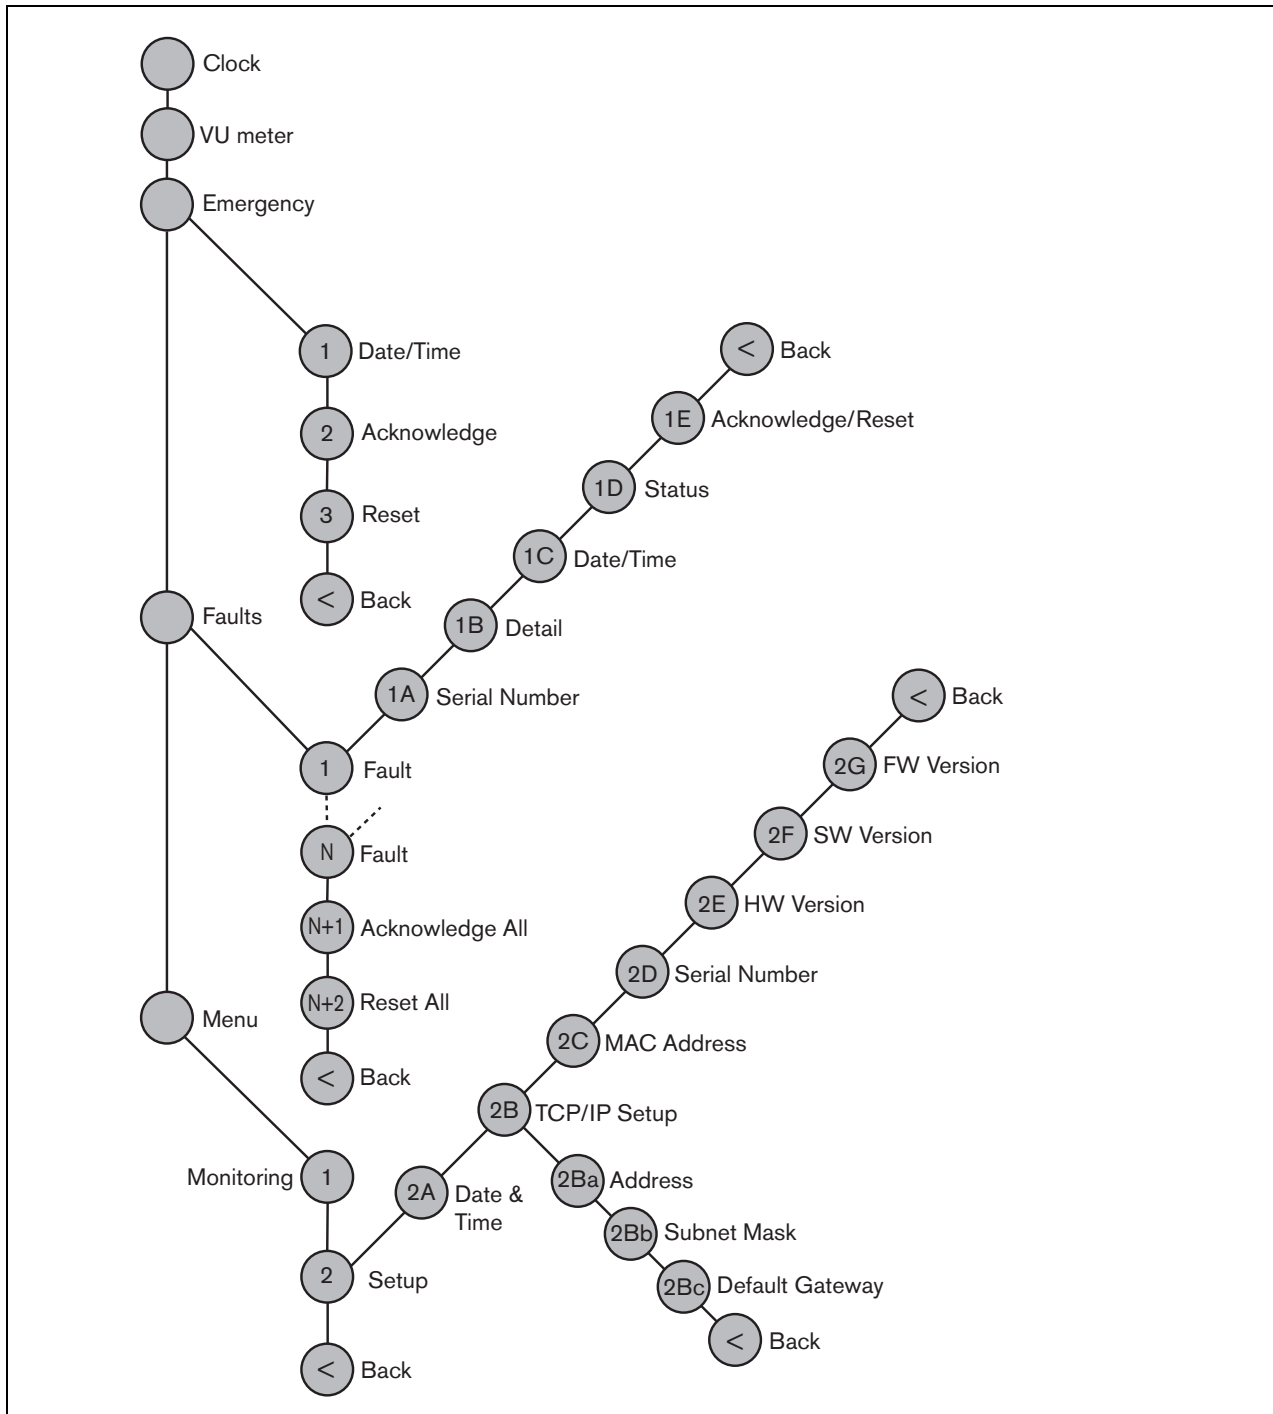 Clock
VU meter
Emergency
1 Date/Time
2 Acknowledge
3 Reset
< Back
Faults
1 Fault
1A Serial Number
1B Detail
1C Date/Time
1D Status
1E Acknowledge/Reset
< Back
N Fault
N+1 Acknowledge All
N+2 Reset All
< Back
Menu
Monitoring 1
2 Setup
2A Date &
Time
2B TCP/IP Setup
2Ba Address
2Bb Subnet Mask
2Bc Default Gateway
< Back
2C MAC Address
2D Serial Number
2E HW Version
2F SW Version
2G FW Version
< Back
< Back